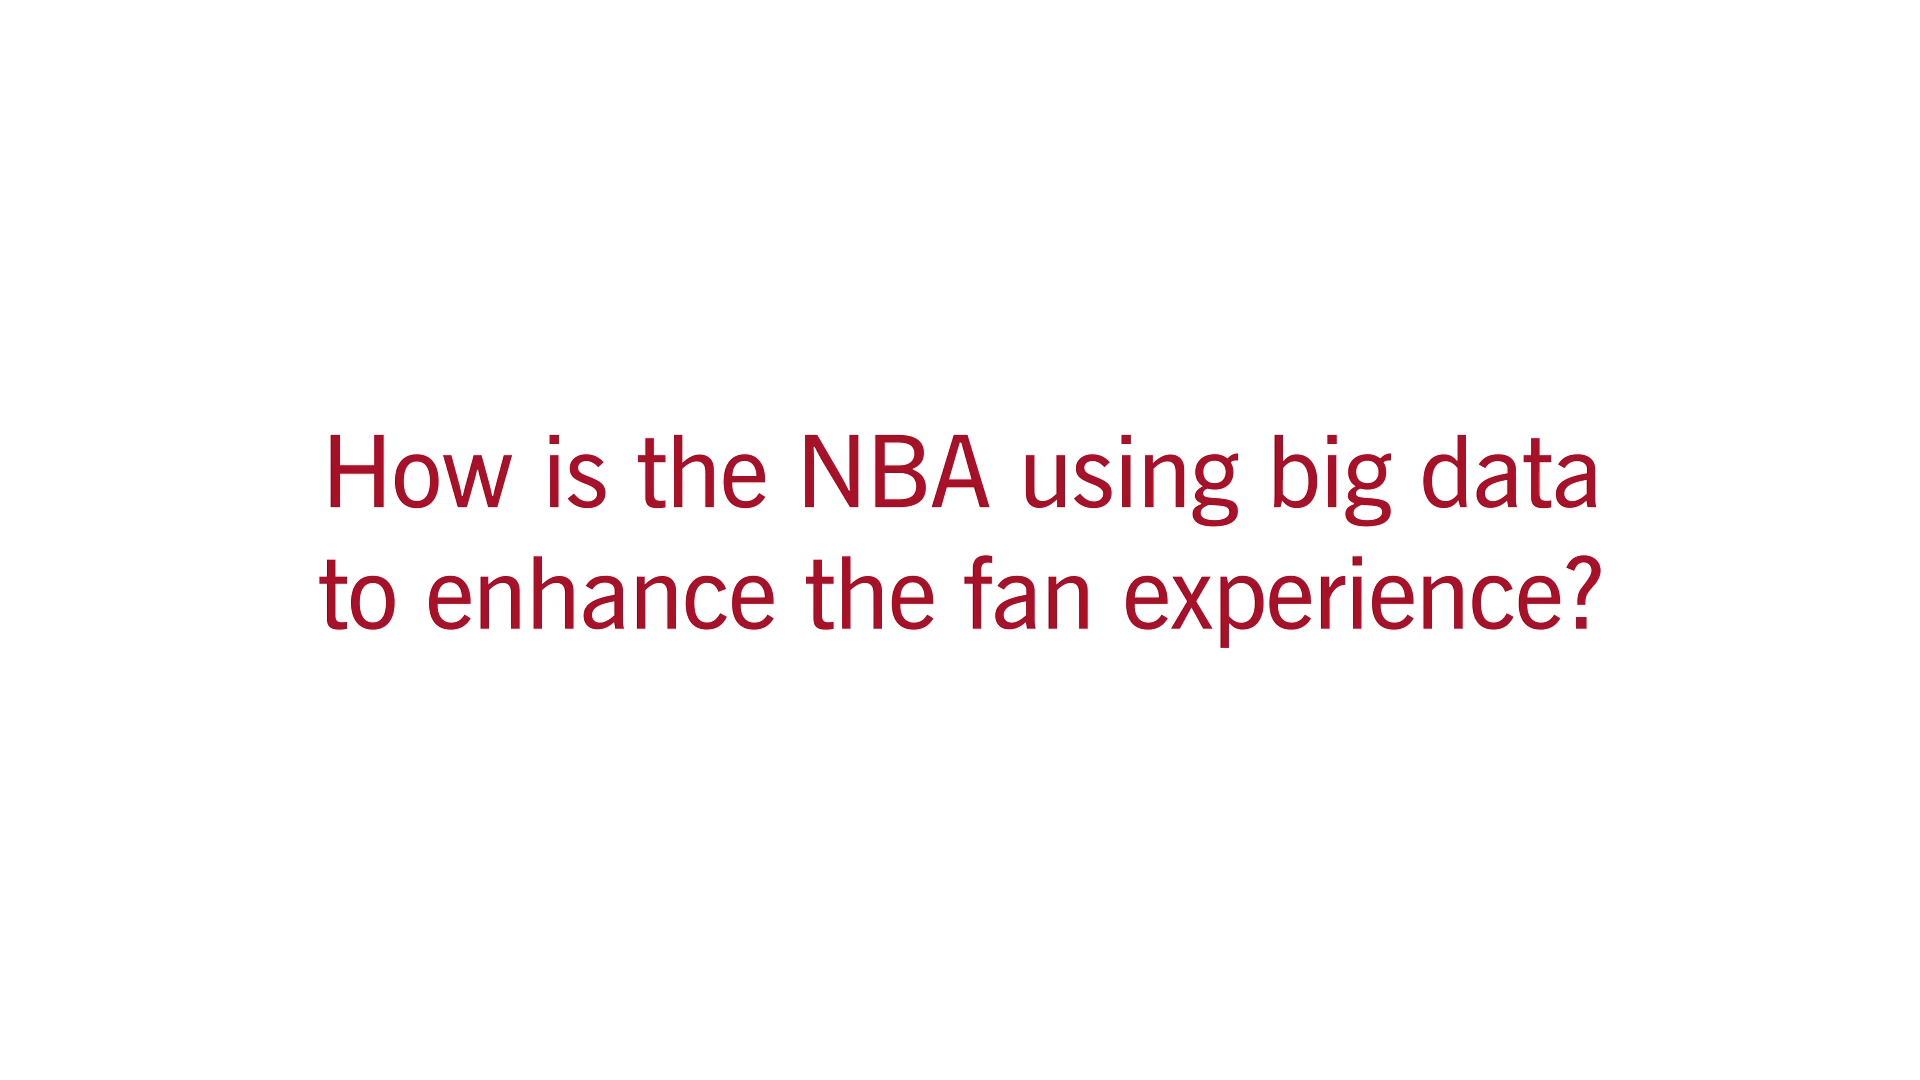 How is the NBA using big data
to enhance the fan experience?